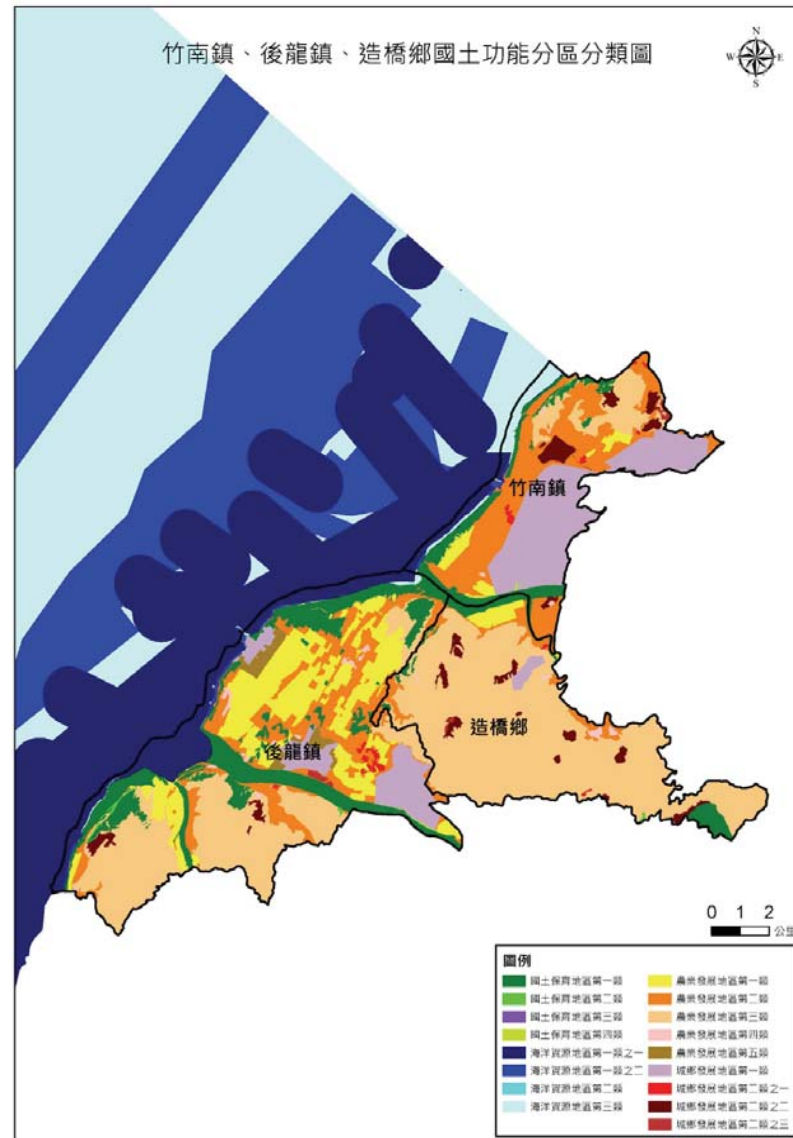 竹南鎮、後龍鎮、造橋鄉國土功能分區分類圖
N
W E
S
竹南鎮
造橋鄉
後龍鎮
0 1 2
公里
圖例
國土保育地區第一類
國土保育地區第二類
國土保育地區第三類
國土保育地區第四類
海洋資源地區第一類之一
海洋資源地區第一類之二
海洋資源地區第二類
海洋資源地區第三類
農業發展地區第一類
農業發展地區第二類
農業發展地區第三類
農業發展地區第四類
農業發展地區第五類
城鄉發展地區第一類
城鄉發展地區第二類之一
城鄉發展地區第二類之二
城鄉發展地區第二類之三